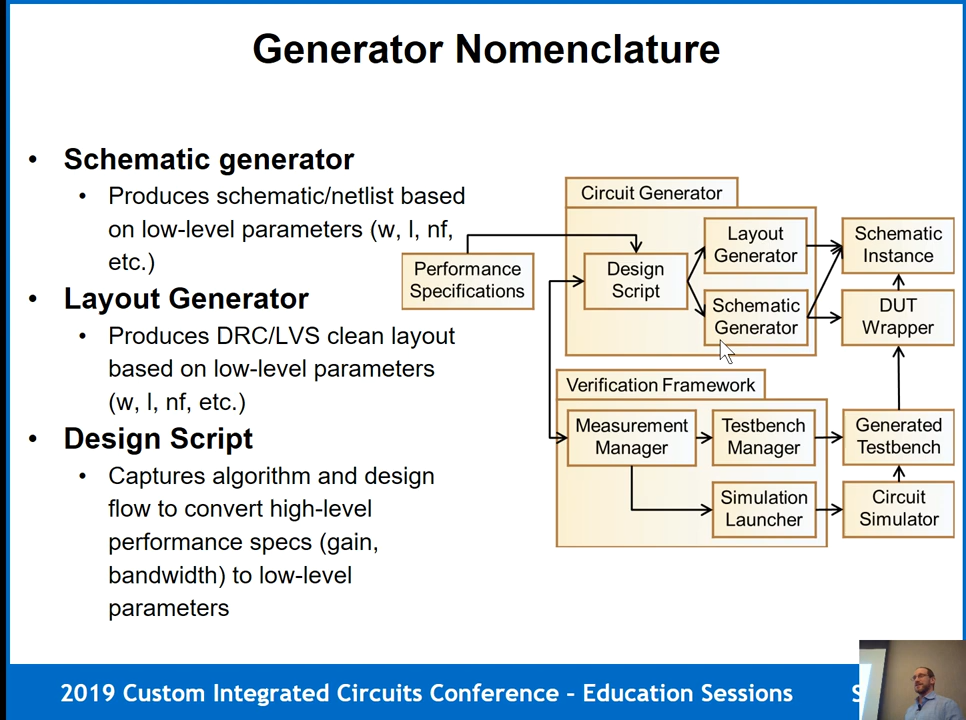 Generator Nomenclature
• Schematic generator
• Produces schematic/netlist based
on low-level parameters (w, l, nf,
etc.)
• Layout Generator
• Produces DRC/LVS clean layout
based on low-level parameters
(w, l, nf, etc.)
• Design Script
• Captures algorithm and design
flow to convert high-level
performance specs (gain,
bandwidth) to low-level
parameters
Performance
Specifications
Circuit Generator
Design
Script
Layout
Generator
Schematic
Generator
Schematic
Instance
DUT
Wrapper
Verification Framework
Measurement
Manager
Testbench
Manager
Generated
Testbench
Simulation
Launcher
Circuit
Simulator
2019 Custom Integrated Circuits Conference - Education Sessions